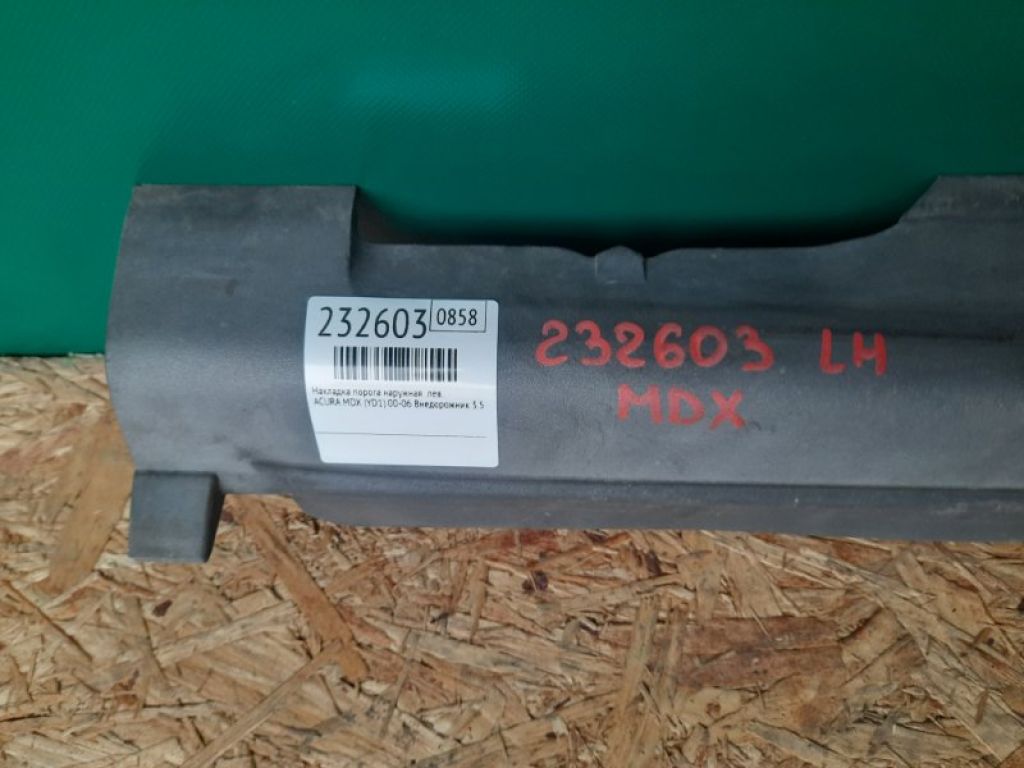 232603 0858
Накладка порога наружная лев.
ACURA MDX (YD1) 00-06 Внедорожник 3.5
232603 LH
MDX